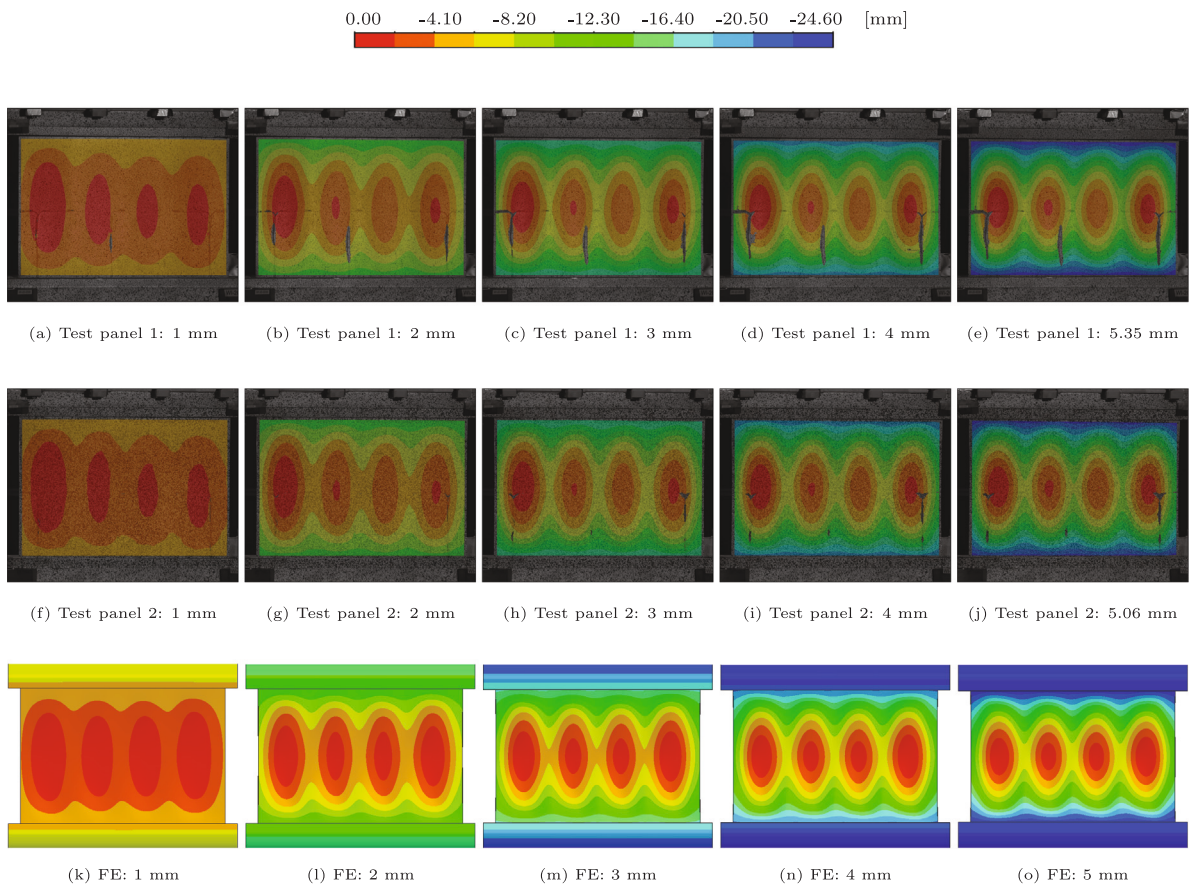 0.00 -4.10 -8.20 -12.30 -16.40 -20.50 -24.60 [mm]
(a) Test panel 1: 1 mm (b) Test panel 1: 2 mm (c) Test panel 1: 3 mm (d) Test panel 1: 4 mm (e) Test panel 1: 5.35 mm
(f) Test panel 2: 1 mm (g) Test panel 2: 2 mm (h) Test panel 2: 3 mm (i) Test panel 2: 4 mm (j) Test panel 2: 5.06 mm
(k) FE: 1 mm (l) FE: 2 mm (m) FE: 3 mm (n) FE: 4 mm (o) FE: 5 mm